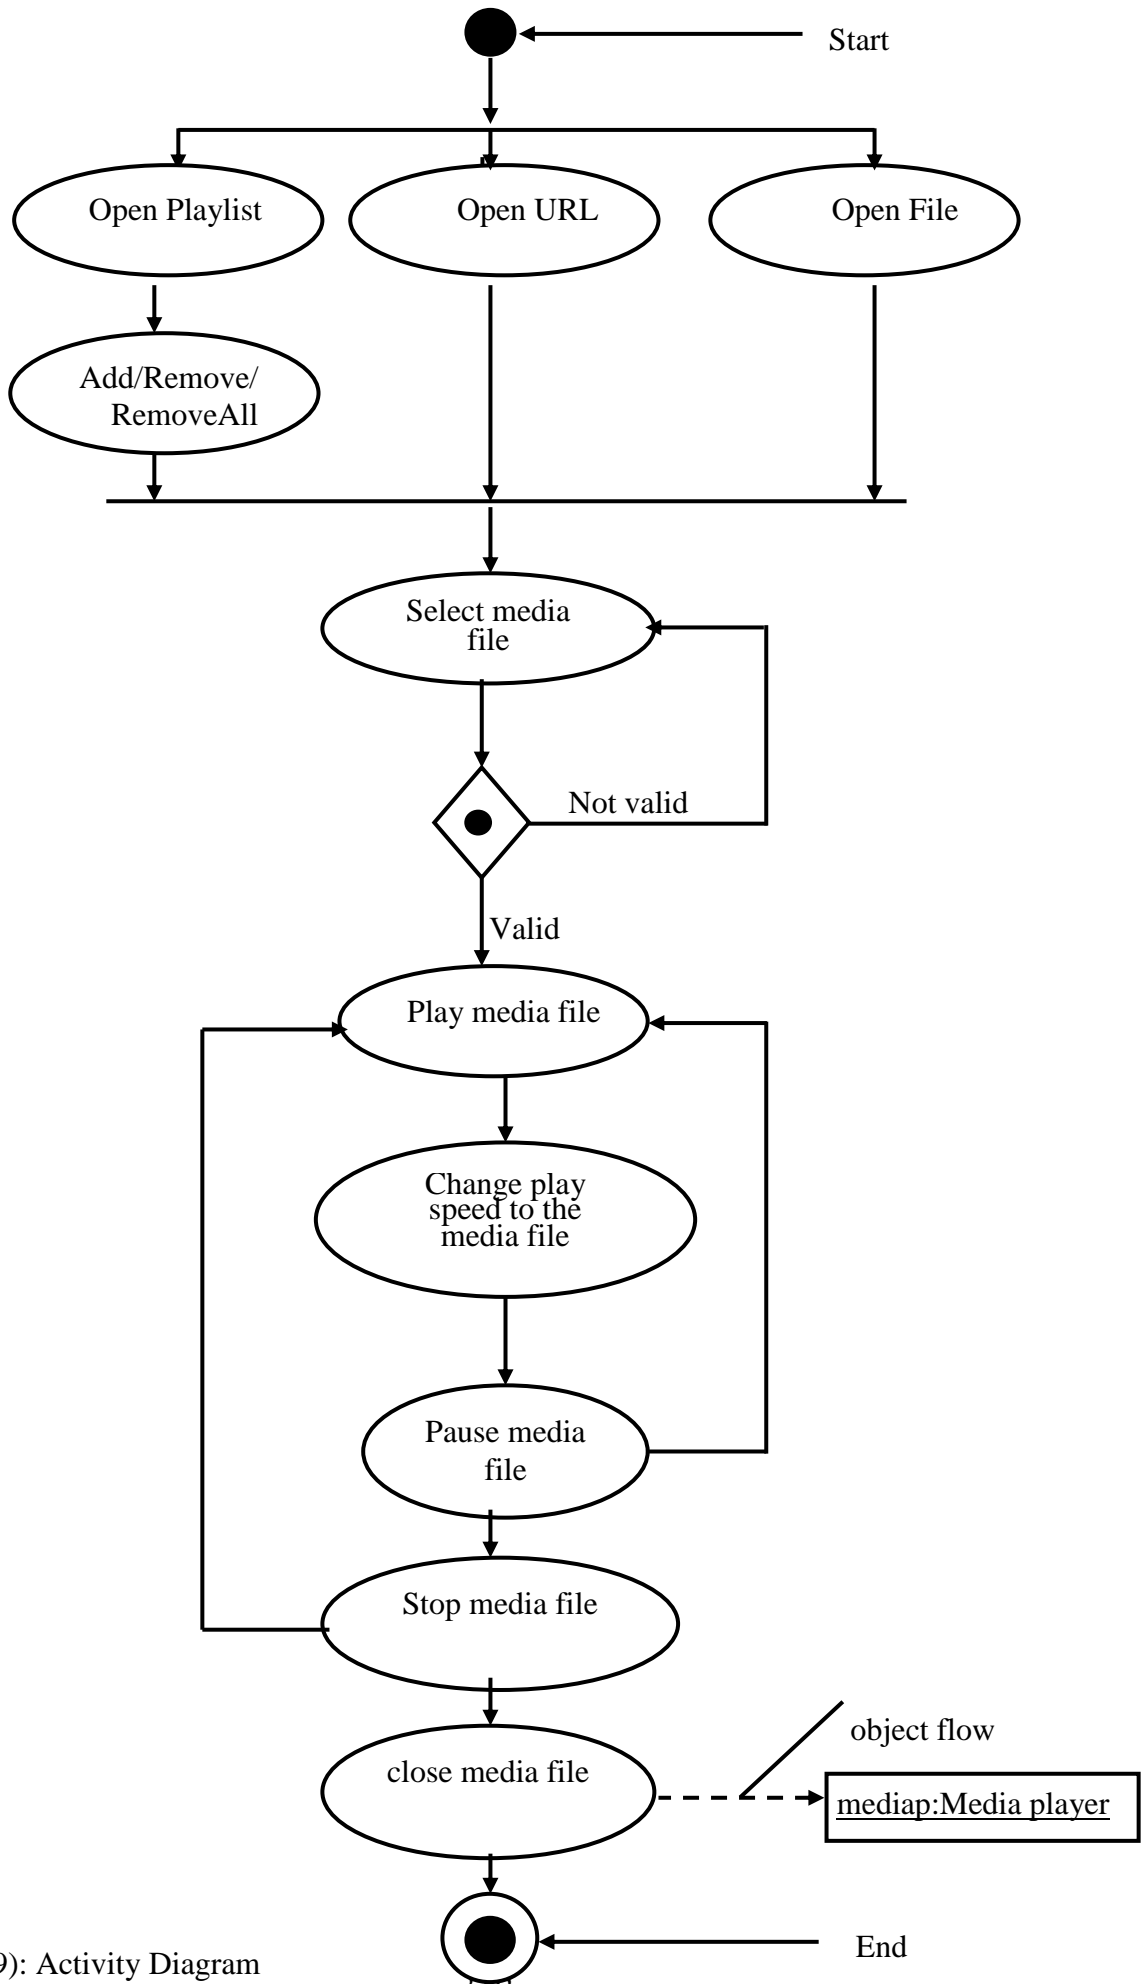 Start
Open Playlist
Open URL
Open File
Add/Remove/
RemoveAll
Select media
file
Not valid
Valid
Play media file
Change play
speed to the
media file
Pause media
file
Stop media file
object flow
close media file
mediap:Media player
End
9): Activity Diagram